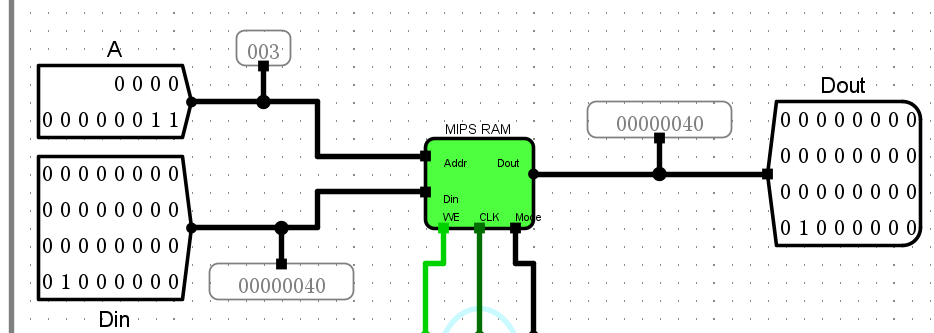 A
003
0 0 0 0
0 0 0 0 0 0 1 1
Dout
00000040
0 0 0 0 0 0 0 0
0 0 0 0 0 0 0 0
0 0 0 0 0 0 0 0
0 1 0 0 0 0 0 0
MIPS RAM
Addr
Dout
Din
WE
CLK
Mode
0 0 0 0 0 0 0 0
0 0 0 0 0 0 0 0
0 0 0 0 0 0 0 0
0 1 0 0 0 0 0 0
00000040
Din